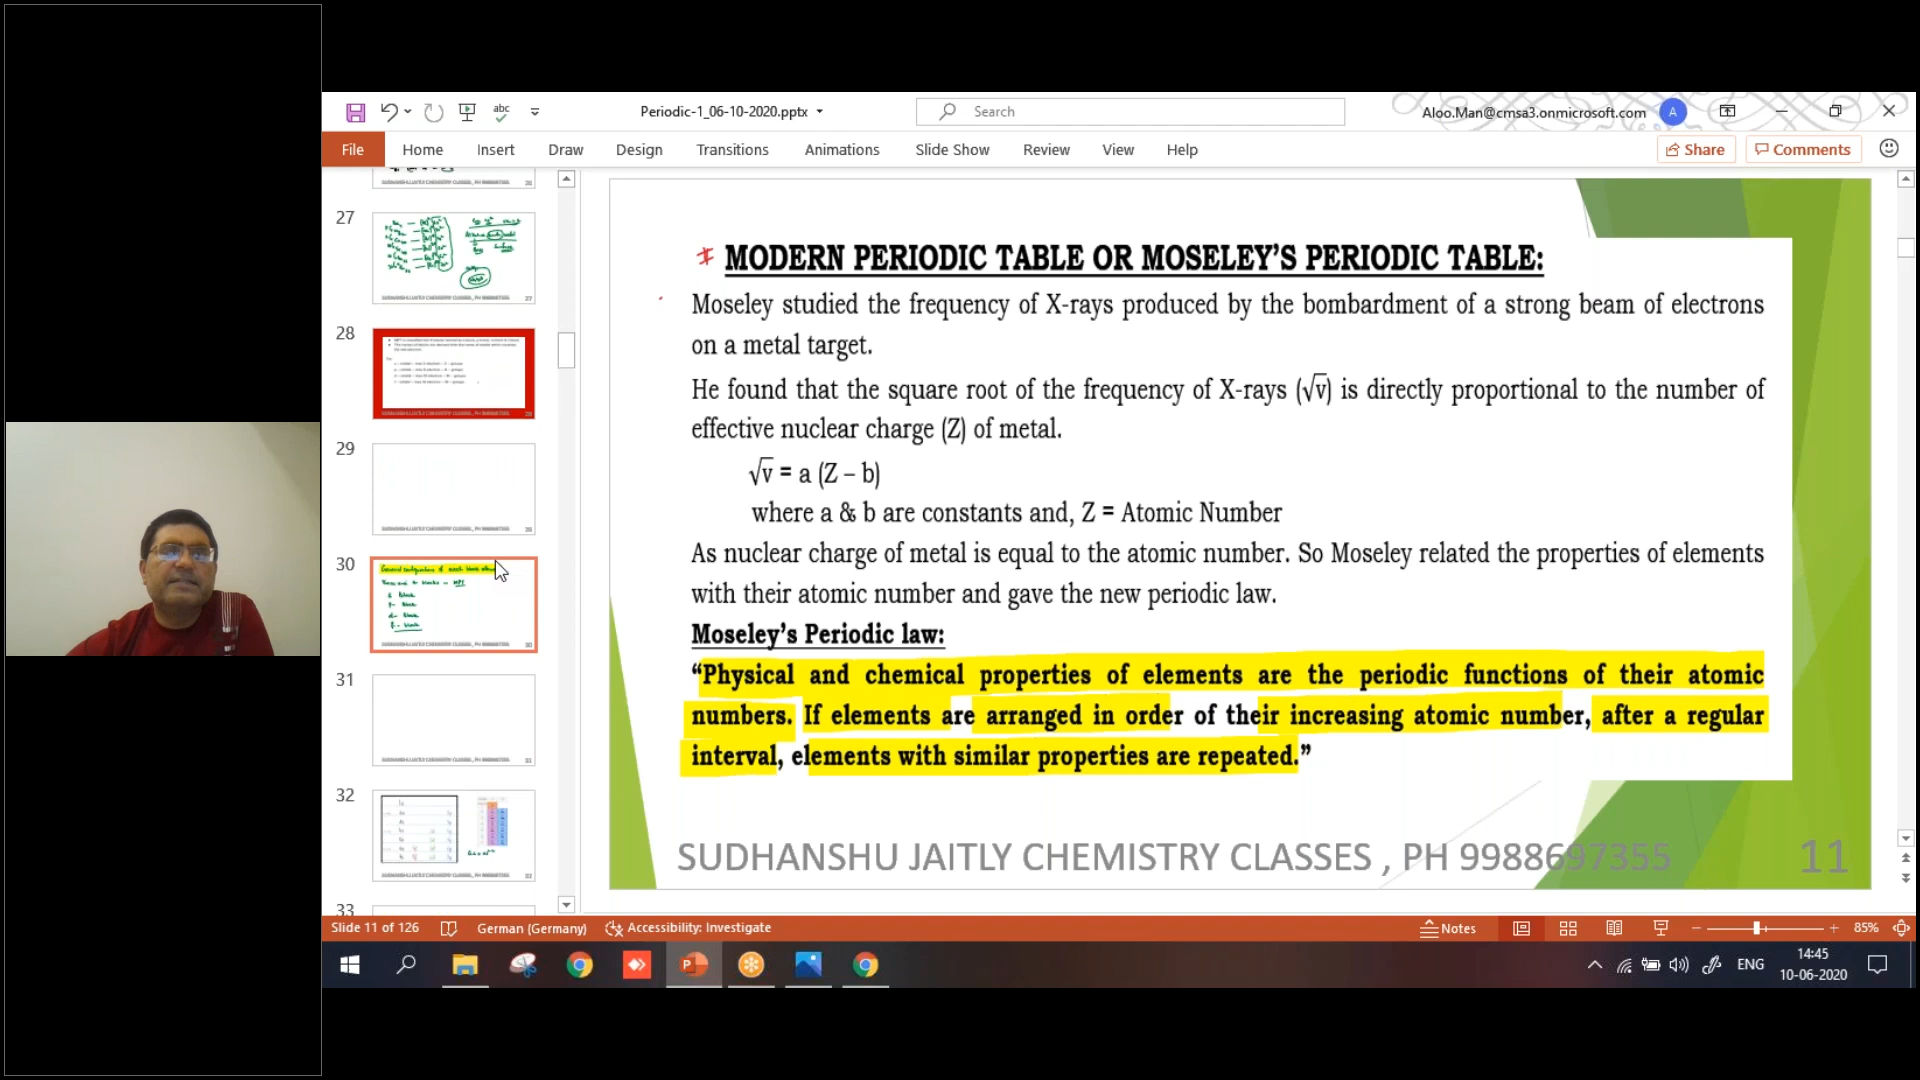 Periodic-1_06-10-2020.pptx
Search
Aloo.Man@cmsa3.onmicrosoft.com
A
abc
File
Home
Insert
Draw
Design
Transitions
Animations
Slide Show
Review
View
Help
Share
Comments
27
28
29
30
31
32
33
MODERN PERIODIC TABLE OR MOSELEY’S PERIODIC TABLE:
Moseley studied the frequency of X-rays produced by the bombardment of a strong beam of electrons
on a metal target.
He found that the square root of the frequency of X-rays (√v) is directly proportional to the number of
effective nuclear charge (Z) of metal.
√v = a (Z – b)
where a & b are constants and, Z = Atomic Number
As nuclear charge of metal is equal to the atomic number. So Moseley related the properties of elements
with their atomic number and gave the new periodic law.
Moseley’s Periodic law:
“Physical and chemical properties of elements are the periodic functions of their atomic
numbers. If elements are arranged in order of their increasing atomic number, after a regular
interval, elements with similar properties are repeated.”
SUDHANSHU JAITLY CHEMISTRY CLASSES , PH 9988697355
11
Slide 11 of 126
German (Germany)
Accessibility: Investigate
Notes
85%
ENG
14:45
10-06-2020